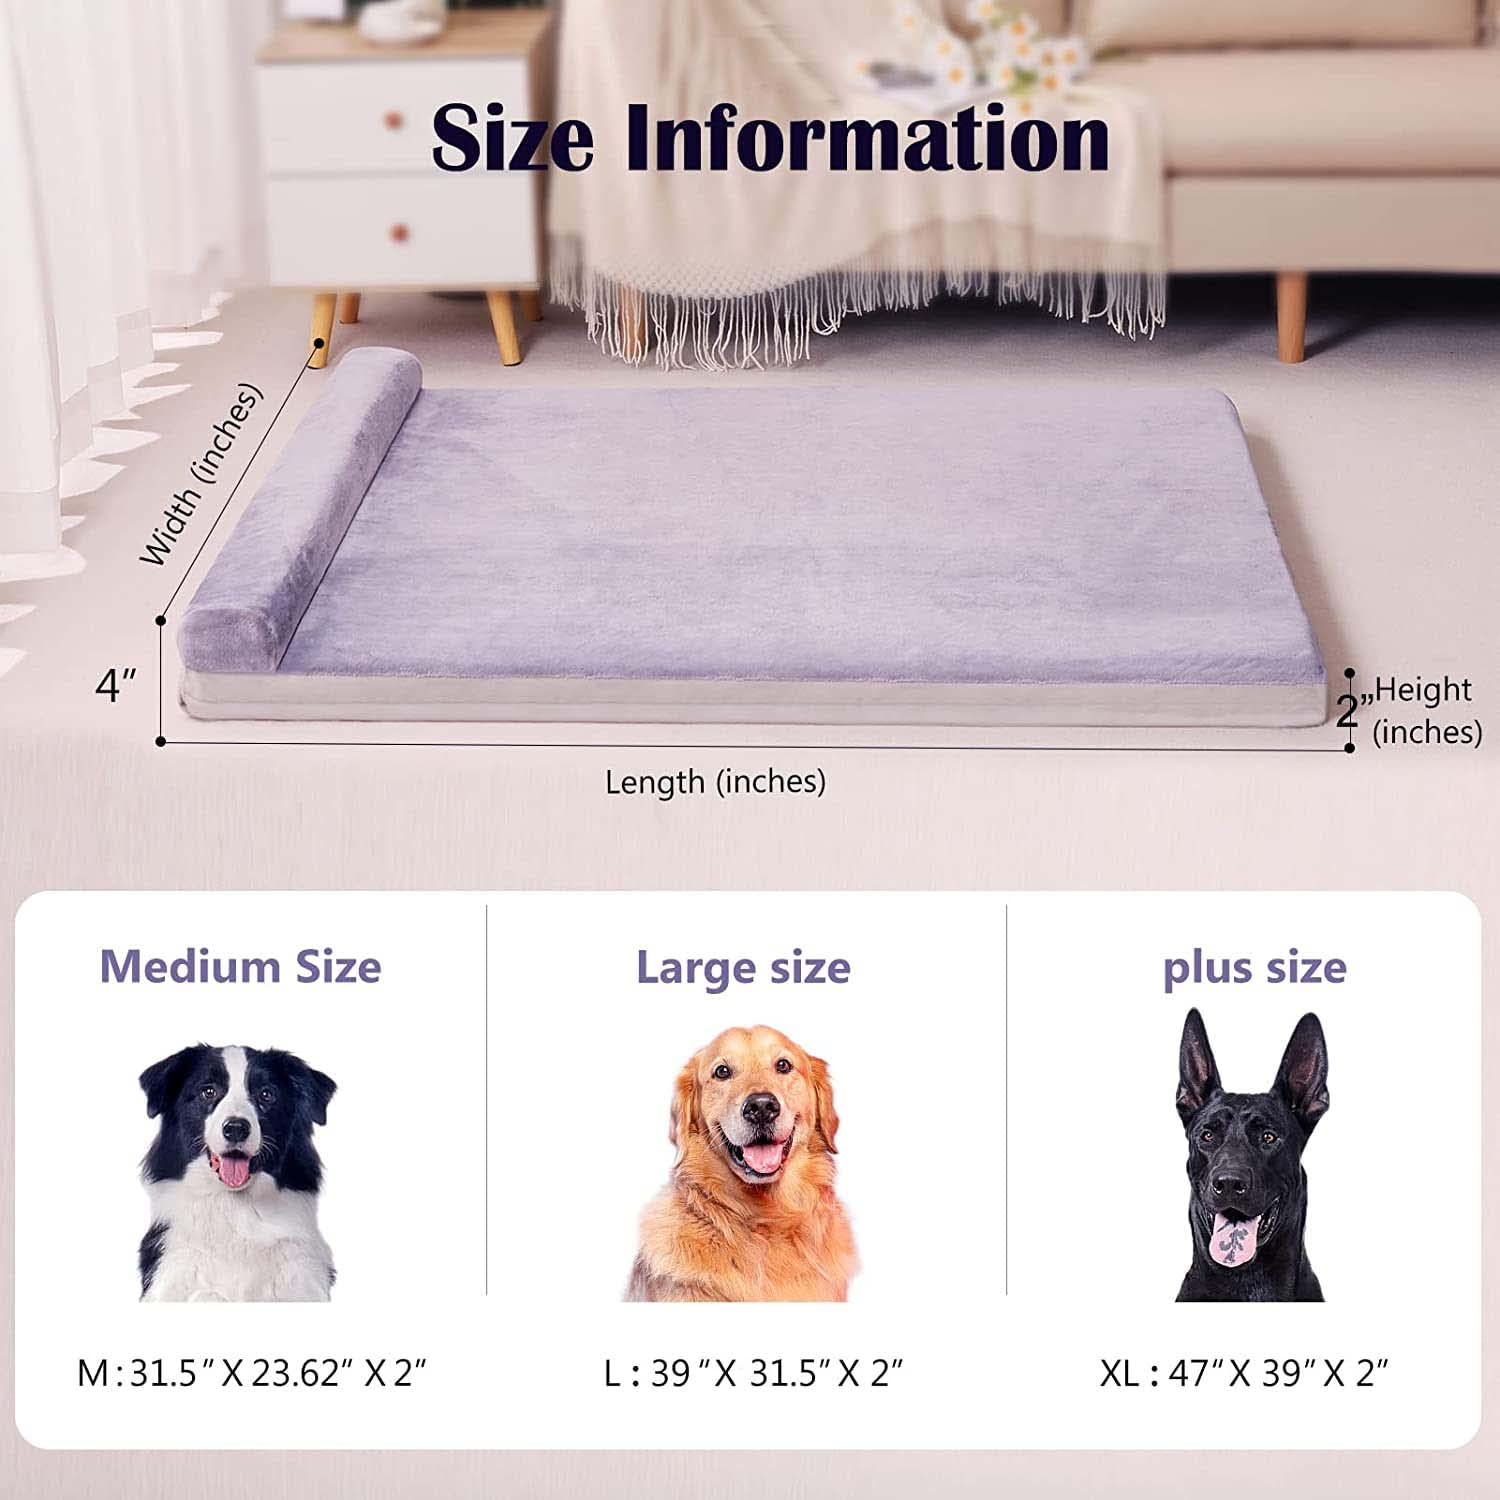 Size Information
Width (inches)
4”
2”
Height
(inches)
Length (inches)
Medium Size
Large size
plus size
M:31.5”X 23.62” X 2”
L : 39 ”X 31.5”X 2”
XL : 47”X 39” X 2”